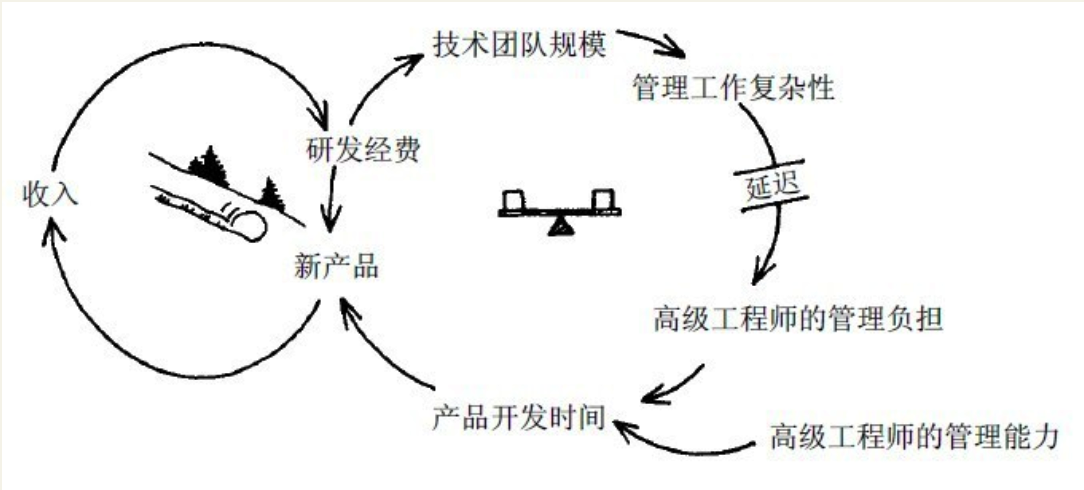 技术团队规模
管理工作复杂性
研发经费
收入
延迟
新产品
高级工程师的管理负担
产品开发时间
高级工程师的管理能力